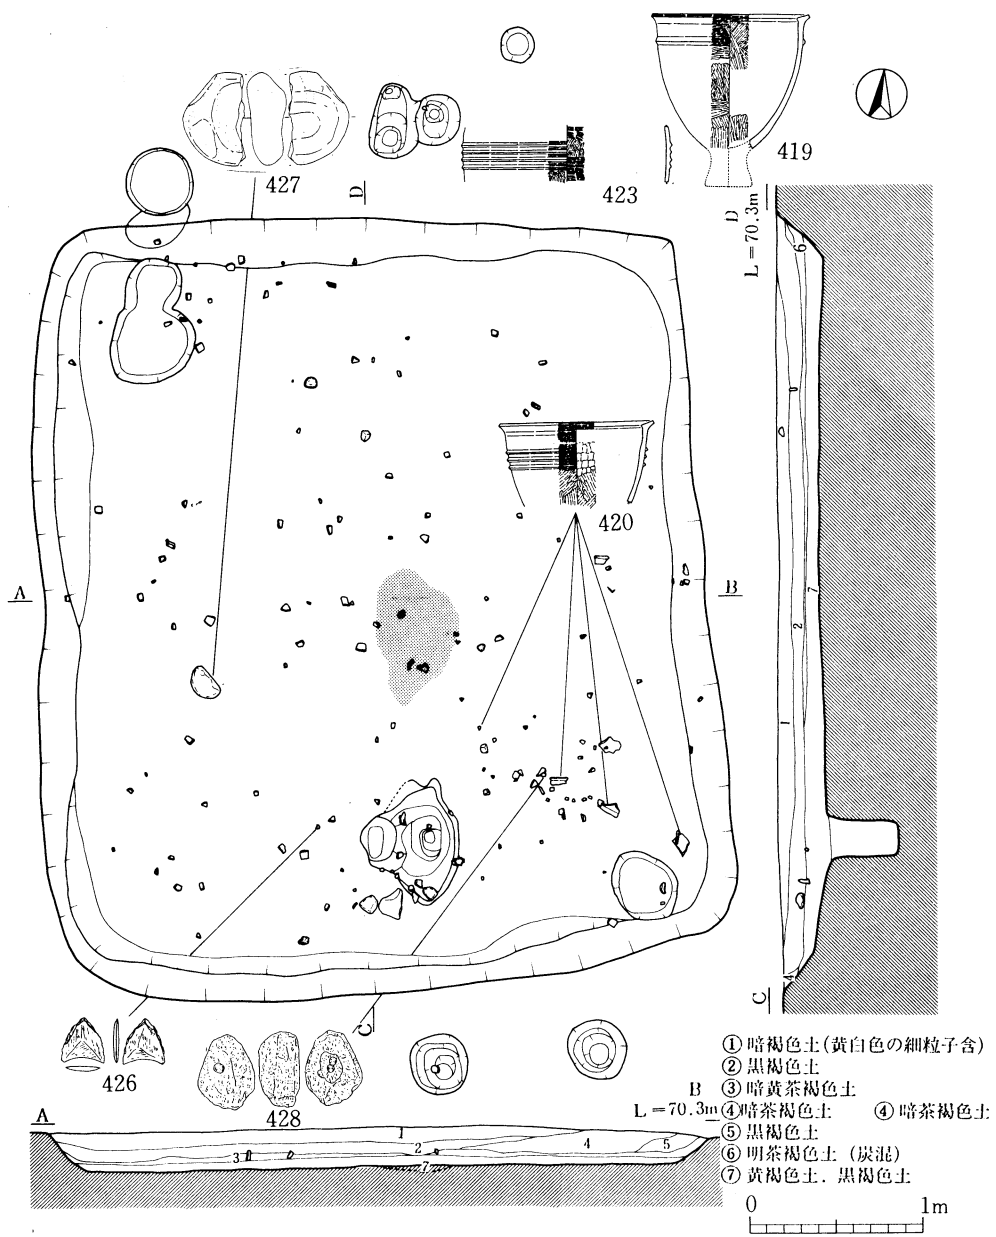 419
427
423
D
D
L=70.3m
6
420
A
B
7
2
1
4
C
C
426
428
①暗褐色土(黄白色の細粒子含)
②黒褐色土
③暗黄茶褐色土
B
L=70.3m
④暗茶褐色土 ④暗茶褐色土
⑤黒褐色土
⑥明茶褐色土(炭混)
⑦黄褐色土.黒褐色土
A
1
2
3
4
5
7
0 1m